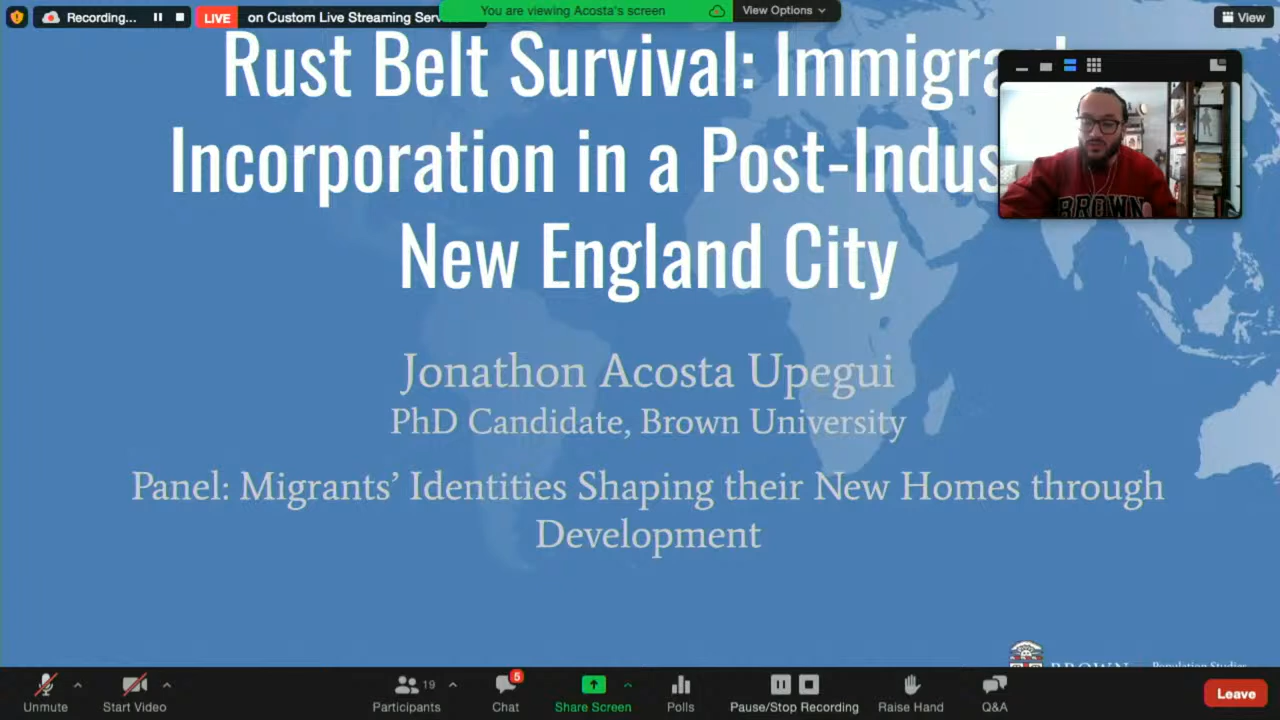 Recording...
LIVE
on Custom Live Streaming Serv
You are viewing Acosta's screen
View Options
View
Rust Belt Survival: Immigra
Incorporation in a Post-Indus
New England City
BROWN
Jonathon Acosta Upegui
PhD Candidate, Brown University
Panel: Migrants’ Identities Shaping their New Homes through
Development
BROWN
Population Studies
Unmute
Start Video
19
Participants
5
Chat
Share Screen
Polls
Pause/Stop Recording
Raise Hand
Q&A
Leave